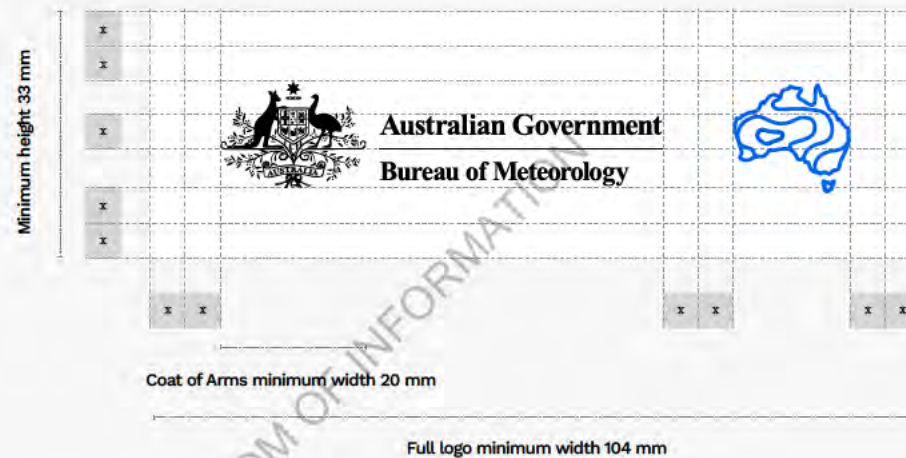 Minimum height 33 mm
x
x
x
x
x
Australian Government
Bureau of Meteorology
AUSTRALIA
x x x x x x
Coat of Arms minimum width 20 mm
Full logo minimum width 104 mm
OM OF INFORMATION